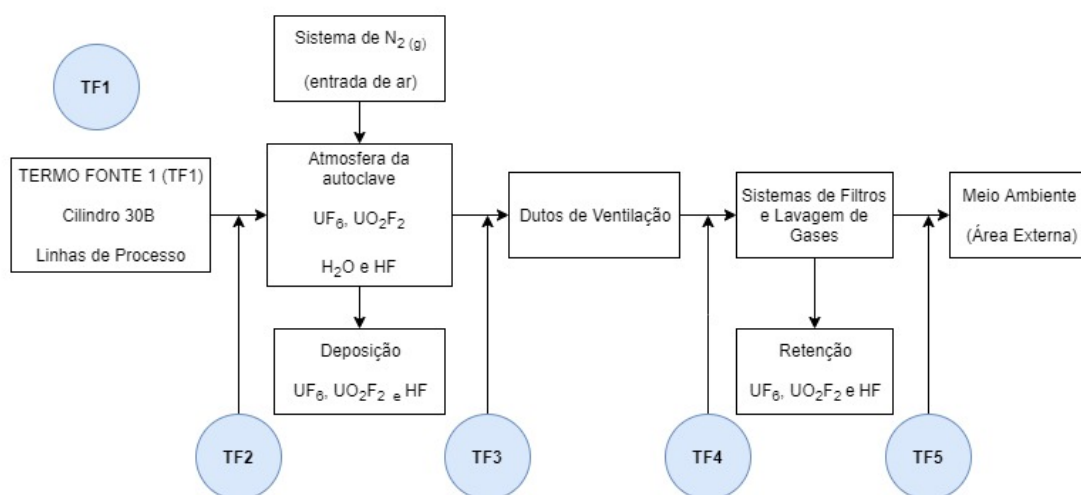 TF1
Sistema de N2 (g)
(entrada de ar)
TERMO FONTE 1 (TF1)
Cilindro 30B
Linhas de Processo
Atmosfera da
autoclave
UF6, UO2F2
H2O e HF
Dutos de Ventilação
Sistemas de Filtros
e Lavagem de
Gases
Meio Ambiente
(Área Externa)
Deposição
UF6, UO2F2 e HF
Retenção
UF6, UO2F2 e HF
TF2
TF3
TF4
TF5